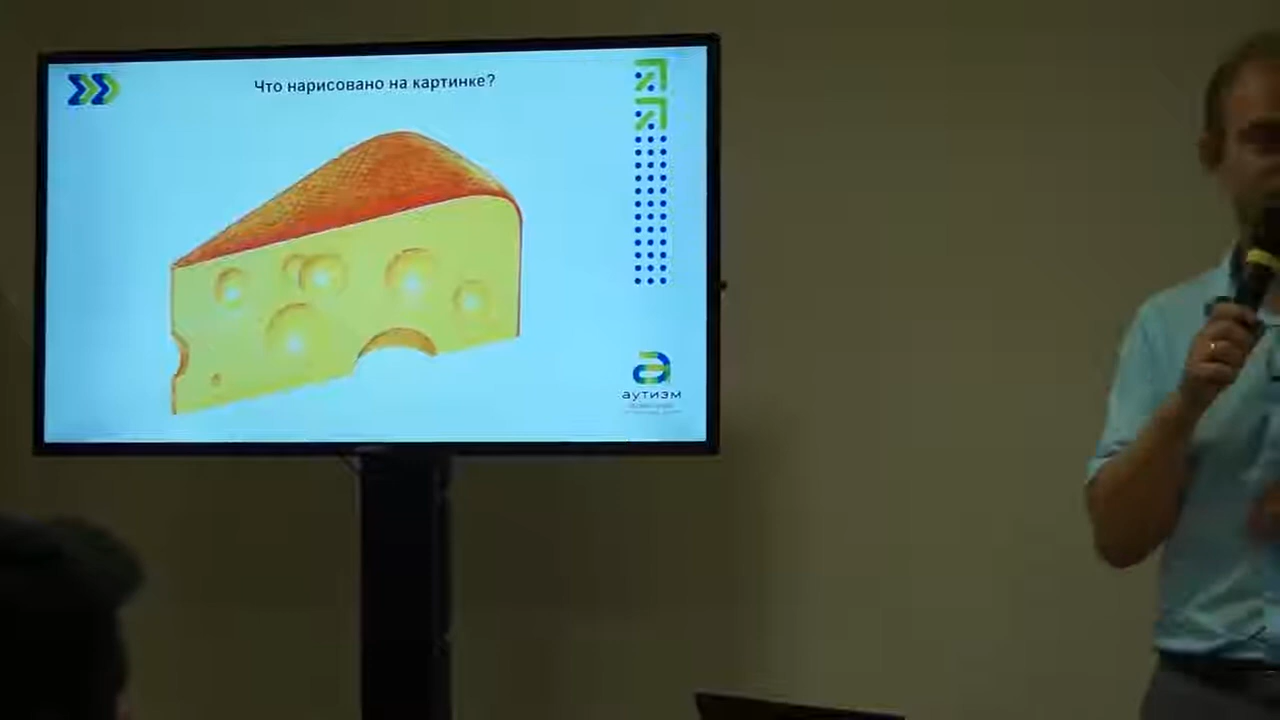 Что нарисовано на картинке?
аутизм